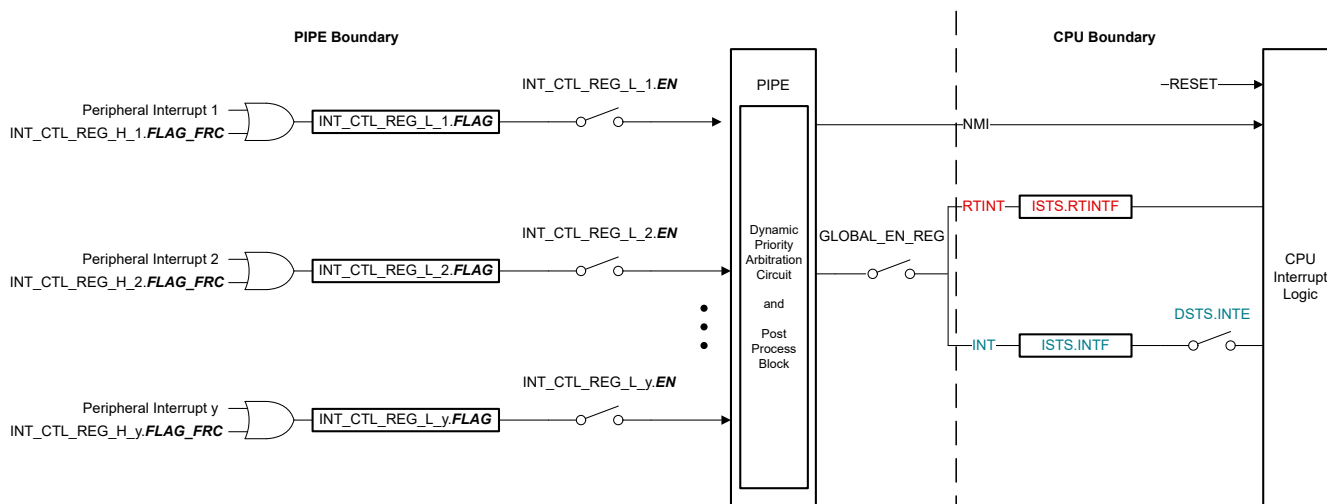 PIPE Boundary
CPU Boundary
INT_CTL_REG_L_1.EN
PIPE
Peripheral Interrupt 1
INT_CTL_REG_H_1.FLAG_FRC
INT_CTL_REG_L_1.FLAG
RESET
NMI
INT_CTL_REG_L_2.EN
Peripheral Interrupt 2
INT_CTL_REG_H_2.FLAG_FRC
INT_CTL_REG_L_2.FLAG
Dynamic
Priority
Arbitration
Circuit
and
Post
Process
Block
GLOBAL_EN_REG
RTINT
ISTS.RTINTF
CPU
Interrupt
Logic
DSTS.INTE
INT
ISTS.INTF
INT_CTL_REG_L_y.EN
Peripheral Interrupt y
INT_CTL_REG_H_y.FLAG_FRC
INT_CTL_REG_L_y.FLAG